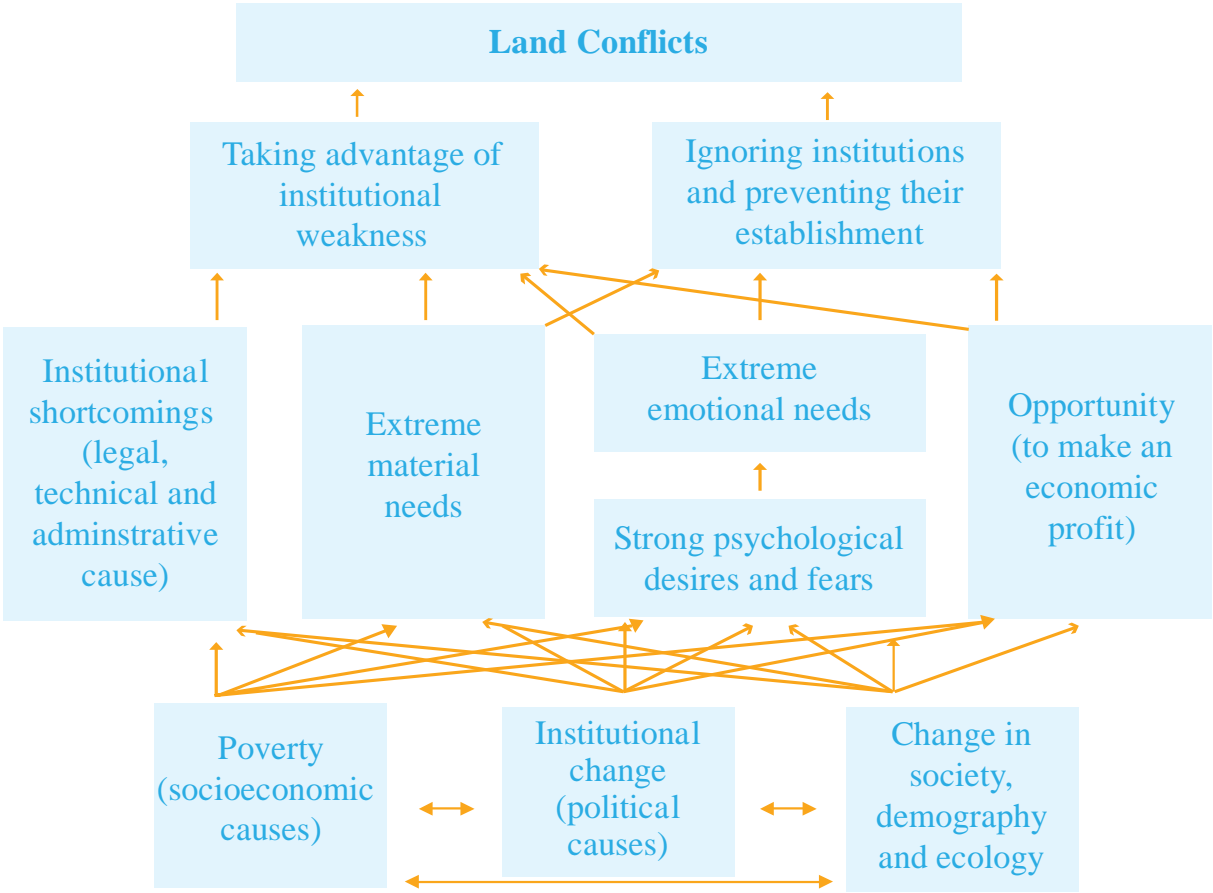 Land Conflicts
Taking advantage of
institutional
weakness
Ignoring institutions
and preventing their
establishment
Institutional
shortcomings
(legal,
technical and
adminstrative
cause)
Extreme
material
needs
Extreme
emotional needs
Strong psychological
desires and fears
Opportunity
(to make an
economic
profit)
Poverty
(socioeconomic
causes)
Institutional
change
(political
causes)
Change in
society,
demography
and ecology